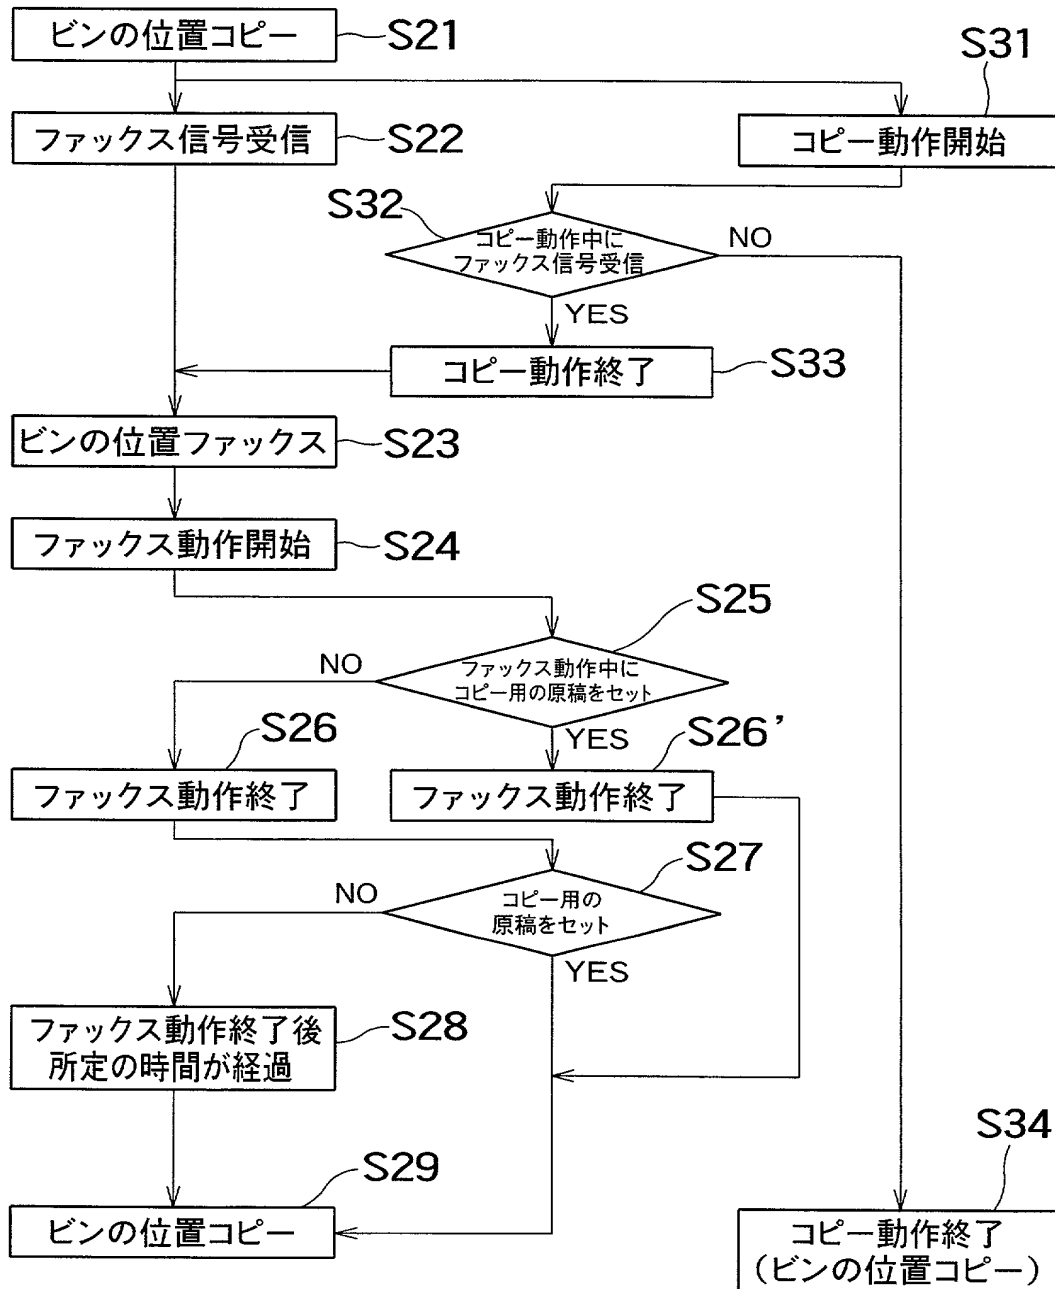 ビンの位置コピー
S21
S31
ファックス信号受信
S22
コピー動作開始
S32
コピー動作中に
ファックス信号受信
NO
YES
コピー動作終了
S33
ビンの位置ファックス
S23
ファックス動作開始
S24
S25
ファックス動作中に
コピー用の原稿をセット
NO
YES
S26
S26’
ファックス動作終了
ファックス動作終了
S27
コピー用の
原稿をセット
NO
YES
ファックス動作終了後
所定の時間が経過
S28
S29
ビンの位置コピー
S34
コピー動作終了
(ビンの位置コピー)